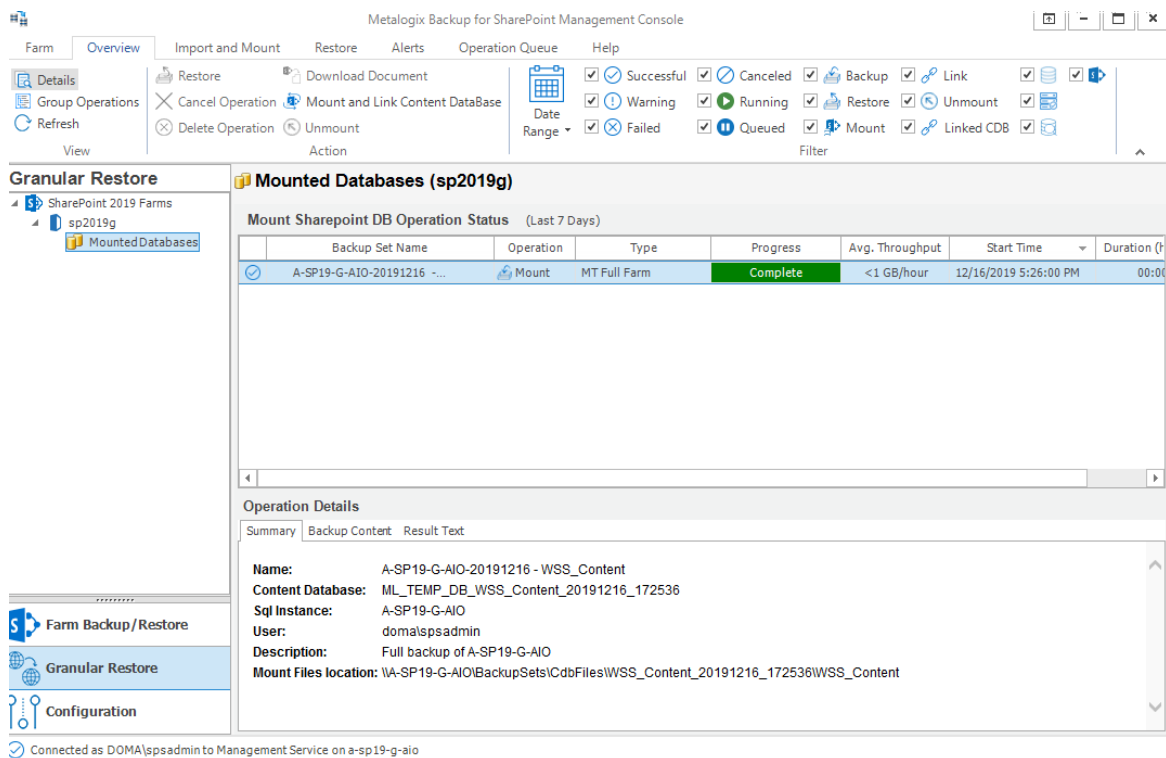 Metalogix Backup for SharePoint Management Console
Farm Overview Import and Mount Restore Alerts Operation Queue Help
Details Restore Download Document Successful Canceled Backup Link
Group Operations Cancel Operation Mount and Link Content DataBase Date Range Warning Running Restore Unmount
Refresh Delete Operation Unmount Failed Queued Mount Linked CDB
View Action Filter
Granular Restore
SharePoint 2019 Farms
sp2019g
Mounted Databases
Mounted Databases (sp2019g)
Mount Sharepoint DB Operation Status (Last 7 Days)
Backup Set Name Operation Type Progress Avg. Throughput Start Time Duration (h
A-SP19-G-AIO-20191216 -... Mount MT Full Farm Complete <1 GB/hour 12/16/2019 5:26:00 PM 00:00
Operation Details
Summary Backup Content Result Text
Name: A-SP19-G-AIO-20191216 - WSS_Content
Content Database: ML_TEMP_DB_WSS_Content_20191216_172536
Sql Instance: A-SP19-G-AIO
User: doma\spsadmin
Description: Full backup of A-SP19-G-AIO
Mount Files location: \\A-SP19-G-AIO\BackupSets\CdbFiles\WSS_Content_20191216_172536\WSS_Content
Farm Backup/Restore
Granular Restore
Configuration
Connected as DOMA\spsadmin to Management Service on a-sp19-g-aio